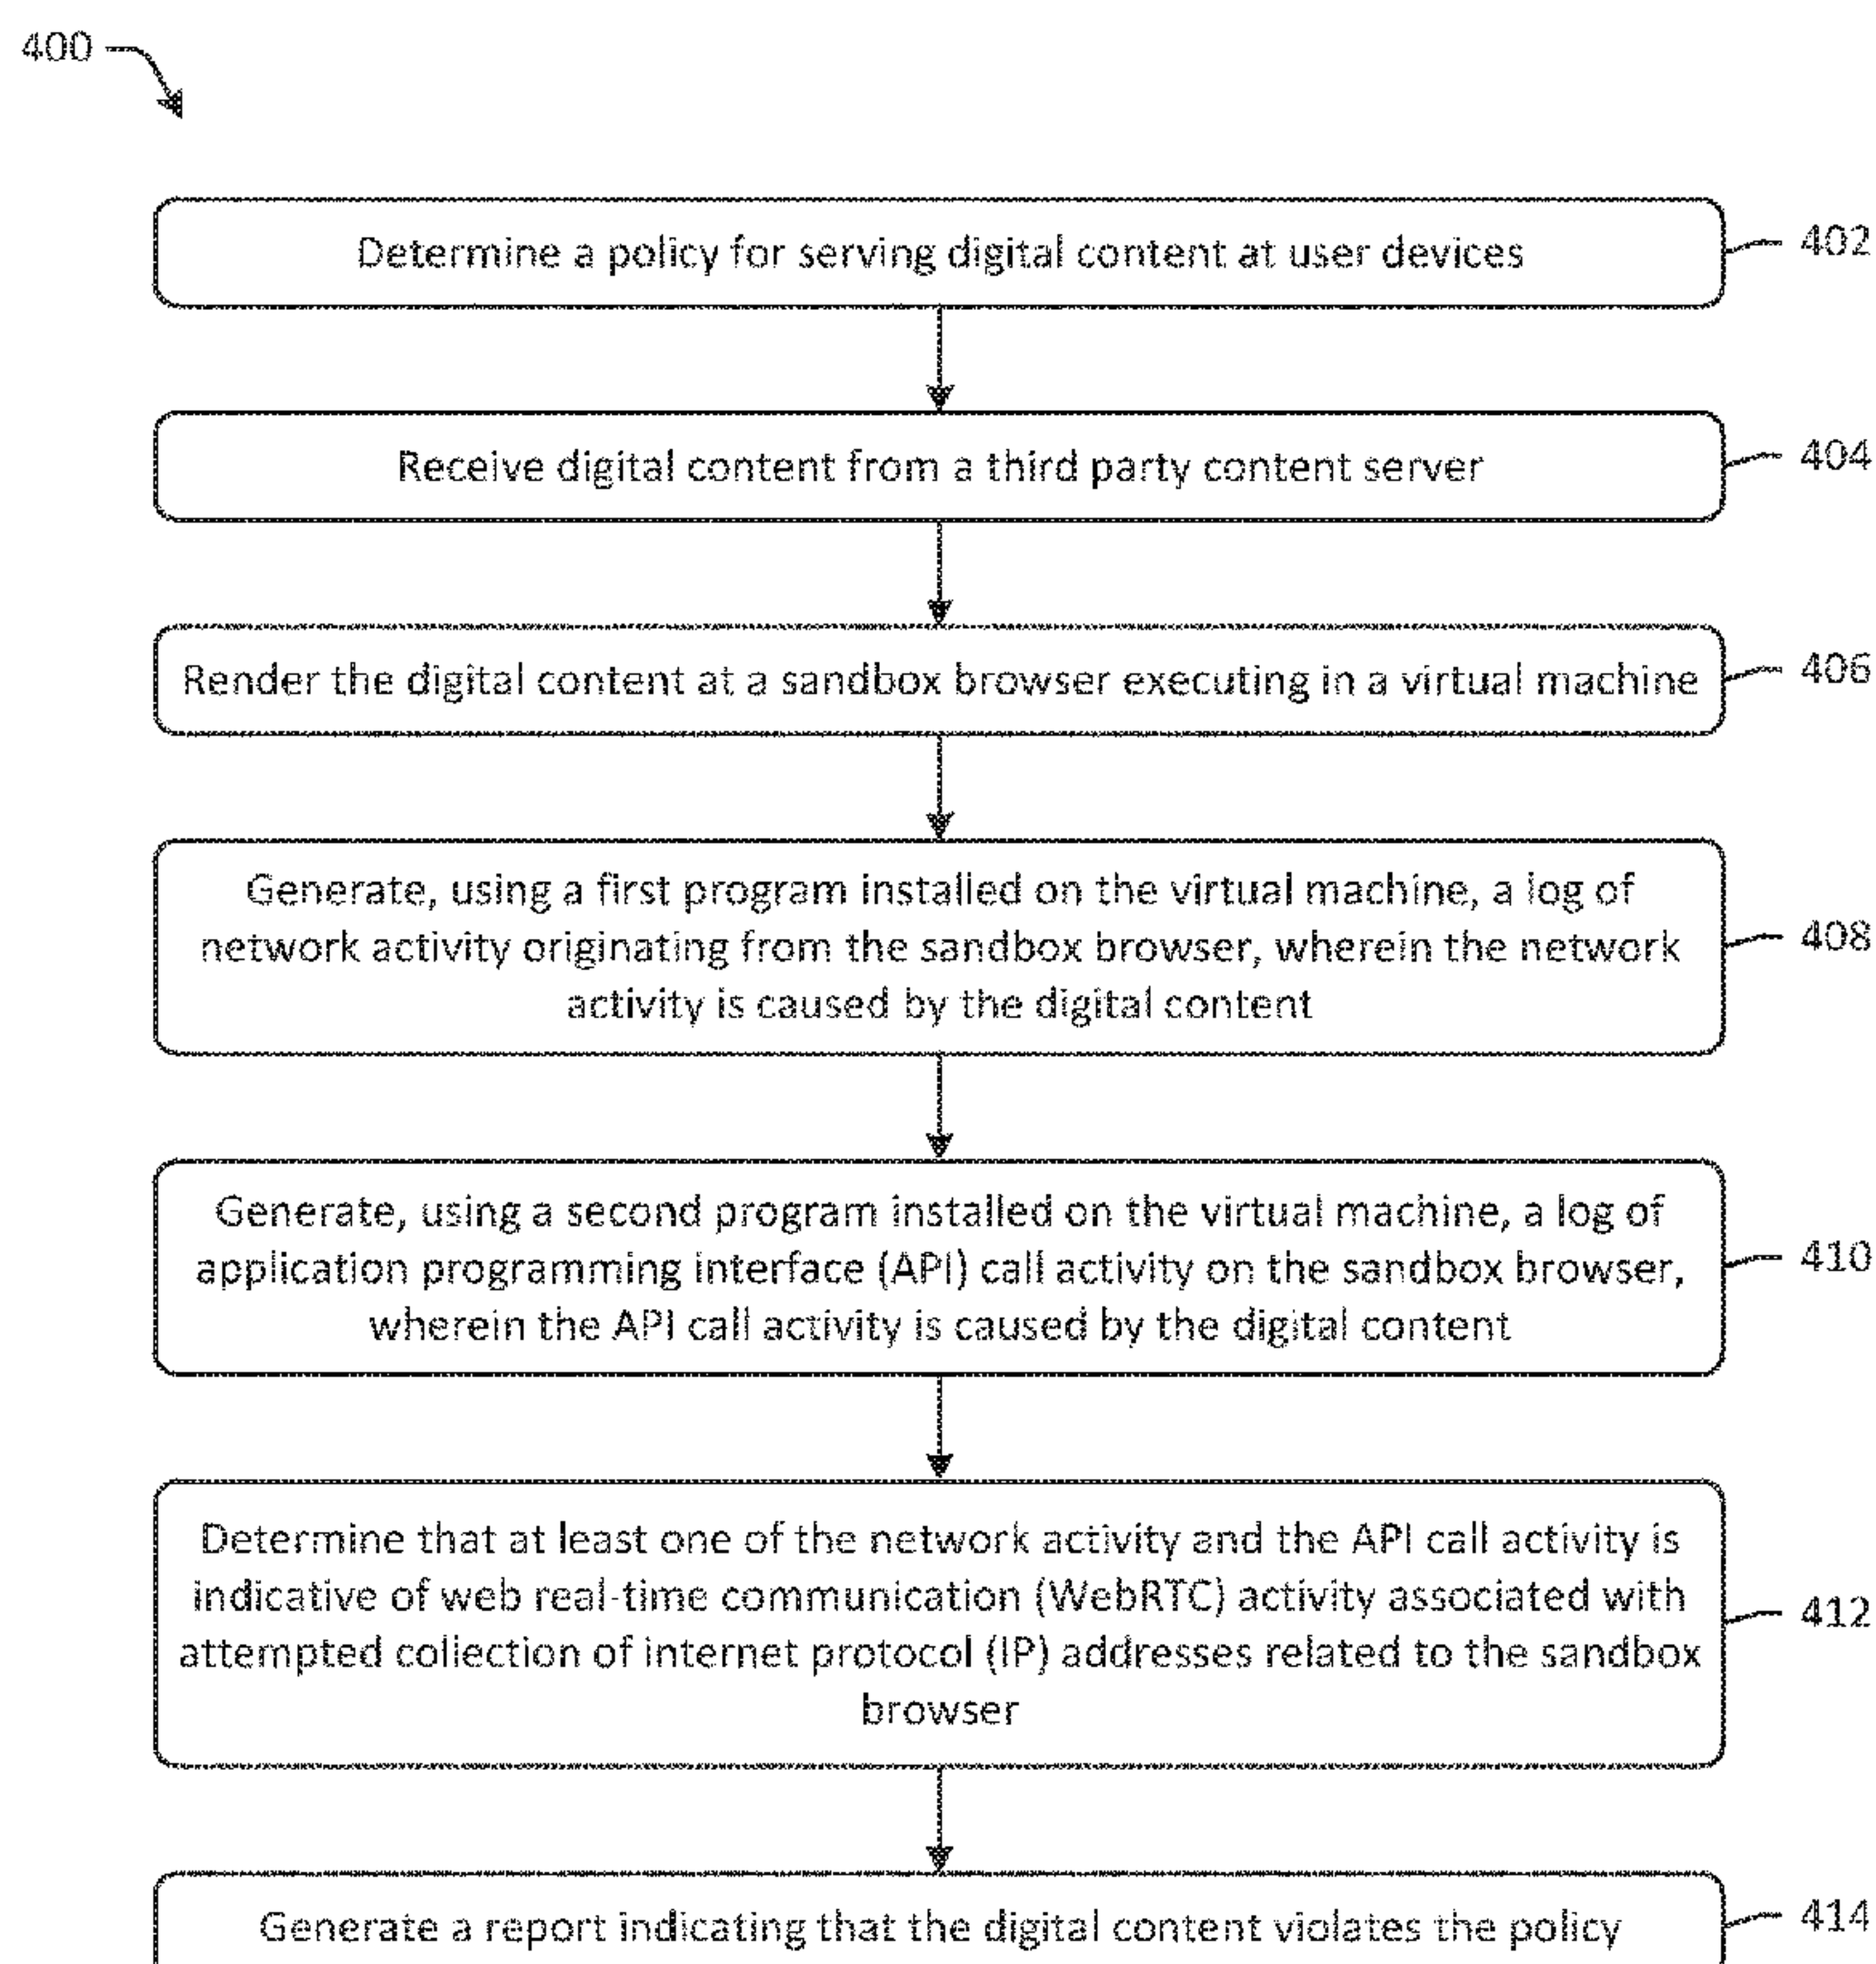 400
Determine a policy for serving digital content at user devices
402
Receive digital content from a third party content server
404
Render the digital content at a sandbox browser executing in a virtual machine
406
Generate, using a first program installed on the virtual machine, a log of
network activity originating from the sandbox browser, wherein the network
activity is caused by the digital content
408
Generate, using a second program installed on the virtual machine, a log of
application programming interface (API) call activity on the sandbox browser,
wherein the API call activity is caused by the digital content
410
Determine that at least one of the network activity and the API call activity is
indicative of web real-time communication (WebRTC) activity associated with
attempted collection of internet protocol (IP) addresses related to the sandbox
browser
412
Generate a report indicating that the digital content violates the policy
414